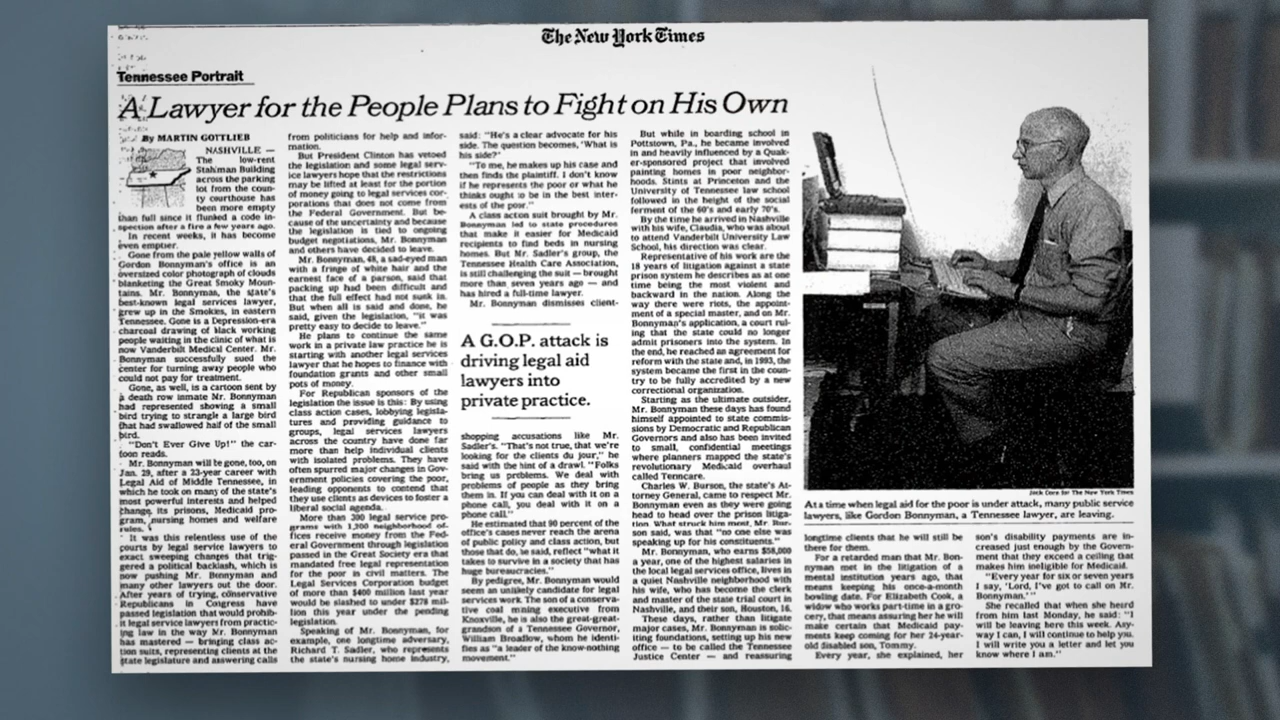 The New York Times
Tennessee Portrait
A Lawyer for the People Plans to Fight on His Own
By MARTIN GOTTLIEB
NASHVILLE —
The low-rent
Stahlman Building
across the parking
lot from the coun-
ty courthouse has
been more empty
than full since it flunked a code in-
spection after a fire a few years ago.
In recent weeks, it has become
even emptier.
Gone from the pale yellow walls of
Gordon Bonnyman's office is an
oversized color photograph of clouds
blanketing the Great Smoky Moun-
tains. Mr. Bonnyman, the state's
best-known legal services lawyer,
grew up in the Smokies, in eastern
Tennessee. Gone is a Depression-era
charcoal drawing of black working
people waiting in the clinic of what is
now Vanderbilt Medical Center. Mr.
Bonnyman successfully sued the
center for turning away people who
could not pay for treatment.
Gone, as well, is a cartoon sent by
a death row inmate Mr. Bonnyman
had represented showing a small
bird trying to strangle a large bird
that had swallowed half of the small
bird.
"Don't Ever Give Up!" the car-
toon reads.
Mr. Bonnyman will be gone, too, on
Jan. 29, after a 23-year career with
Legal Aid of Middle Tennessee, in
which he took on many of the state's
most powerful interests and helped
change its prisons, Medicaid pro-
gram, nursing homes and welfare
rules.
It was this relentless use of the
courts by legal service lawyers to
exact sweeping changes that trig-
gered a political backlash, which is
now pushing Mr. Bonnyman and
many other lawyers out the door.
After years of trying, conservative
Republicans in Congress have
passed legislation that would prohib-
it legal service lawyers from practic-
ing law in the way Mr. Bonnyman
has mastered — bringing class ac-
tion suits, representing clients at the
state legislature and answering calls
from politicians for help and infor-
mation.
But President Clinton has vetoed
the legislation and some legal serv-
ice lawyers hope that the restrictions
may be lifted at least for the portion
of money going to legal services cor-
porations that does not come from
the Federal Government. But be-
cause of the uncertainty and because
the legislation is tied to ongoing
budget negotiations, Mr. Bonnyman
and others have decided to leave.
Mr. Bonnyman, 48, a sad-eyed man
with a fringe of white hair and the
earnest face of a parson, said that
packing up had been difficult and
that the full effect had not sunk in.
But when all is said and done, he
said, given the legislation, "it was
pretty easy to decide to leave."
He plans to continue the same
work in a private law practice he is
starting with another legal services
lawyer that he hopes to finance with
foundation grants and other small
pots of money.
For Republican sponsors of the
legislation the issue is this: By using
class action cases, lobbying legisla-
tures and providing guidance to
groups, legal services lawyers
across the country have done far
more than help individual clients
with isolated problems. They have
often spurred major changes in Gov-
ernment policies covering the poor,
leading opponents to contend that
they use clients as devices to foster a
liberal social agenda.
More than 300 legal service pro-
grams with 1,200 neighborhood of-
fices receive money from the Fed-
eral Government through legislation
passed in the Great Society era that
mandated free legal representation
for the poor in civil matters. The
Legal Services Corporation budget
of more than $400 million last year
would be slashed to under $278 mil-
lion this year under the pending
legislation.
Speaking of Mr. Bonnyman, for
example, one longtime adversary,
Richard T. Sadler, who represents
the state's nursing home industry,
said: "He's a clear advocate for his
side. The question becomes, 'What is
his side?'
"To me, he makes up his case and
then finds the plaintiff. I don't know
if he represents the poor or what he
thinks ought to be in the best inter-
ests of the poor."
A class action suit brought by Mr.
Bonnyman led to state procedures
that make it easier for Medicaid
recipients to find beds in nursing
homes. But Mr. Sadler's group, the
Tennessee Health Care Association,
is still challenging the suit — brought
more than seven years ago — and
has hired a full-time lawyer.
Mr. Bonnyman dismisses client-
A G.O.P. attack is
driving legal aid
lawyers into
private practice.
shopping accusations like Mr.
Sadler's. "That's not true, that we're
looking for the clients du jour," he
said with the hint of a drawl. "Folks
bring us problems. We deal with
problems of people as they bring
them in. If you can deal with it on a
phone call, you deal with it on a
phone call."
He estimated that 90 percent of the
office's cases never reach the arena
of public policy and class action, but
those that do, he said, reflect "what it
takes to survive in a society that has
huge bureaucracies."
By pedigree, Mr. Bonnyman would
seem an unlikely candidate for legal
services work. The son of a conserva-
tive coal mining executive from
Knoxville, he is also the great-great-
grandson of a Tennessee Governor,
William Broadlow, whom he identi-
fies as "a leader of the know-nothing
movement."
But while in boarding school in
Pottstown, Pa., he became involved
in and heavily influenced by a Quak-
er-sponsored project that involved
painting homes in poor neighbor-
hoods. Stints at Princeton and the
University of Tennessee law school
followed in the height of the social
ferment of the 60's and early 70's.
By the time he arrived in Nashville
with his wife, Claudia, who was about
to attend Vanderbilt University Law
School, his direction was clear.
Representative of his work are the
18 years of litigation against a state
prison system he describes as at one
time being the most violent and
backward in the nation. Along the
way there were riots, the appoint-
ment of a special master, and on Mr.
Bonnyman's application, a court rul-
ing that the state could no longer
admit prisoners into the system. In
the end, he reached an agreement for
reform with the state and, in 1993, the
system became the first in the coun-
try to be fully accredited by a new
correctional organization.
Starting as the ultimate outsider,
Mr. Bonnyman these days has found
himself appointed to state commis-
sions by Democratic and Republican
Governors and also has been invited
to small, confidential meetings
where planners mapped the state's
revolutionary Medicaid overhaul
called Tenncare.
Charles W. Burson, the state's At-
torney General, came to respect Mr.
Bonnyman even as they were going
head to head over the prison litiga-
tion. What struck him most, Mr. Bur-
son said, was that "no one else was
speaking up for his constituents."
Mr. Bonnyman, who earns $58,000
a year, one of the highest salaries in
the local legal services office, lives in
a quiet Nashville neighborhood with
his wife, who has become the clerk
and master of the state trial court in
Nashville, and their son, Houston, 16.
These days, rather than litigate
major cases, Mr. Bonnyman is solic-
iting foundations, setting up his new
office — to be called the Tennessee
Justice Center — and reassuring
Jack Corn for The New York Times
At a time when legal aid for the poor is under attack, many public service
lawyers, like Gordon Bonnyman, a Tennessee lawyer, are leaving.
longtime clients that he will still be
there for them.
For a retarded man that Mr. Bon-
nyman met in the litigation of a
mental institution years ago, that
means keeping his once-a-month
bowling date. For Elizabeth Cook, a
widow who works part-time in a gro-
cery, that means assuring her he will
make certain that Medicaid pay-
ments keep coming for her 24-year-
old disabled son, Tommy.
Every year, she explained, her
son's disability payments are in-
creased just enough by the Govern-
ment that they exceed a ceiling that
makes him ineligible for Medicaid.
"Every year for six or seven years
I say, 'Lord, I've got to call on Mr.
Bonnyman.'"
She recalled that when she heard
from him last Monday, he said: "I
will be leaving here this week. Any-
way I can, I will continue to help you.
I will write you a letter and let you
know where I am."